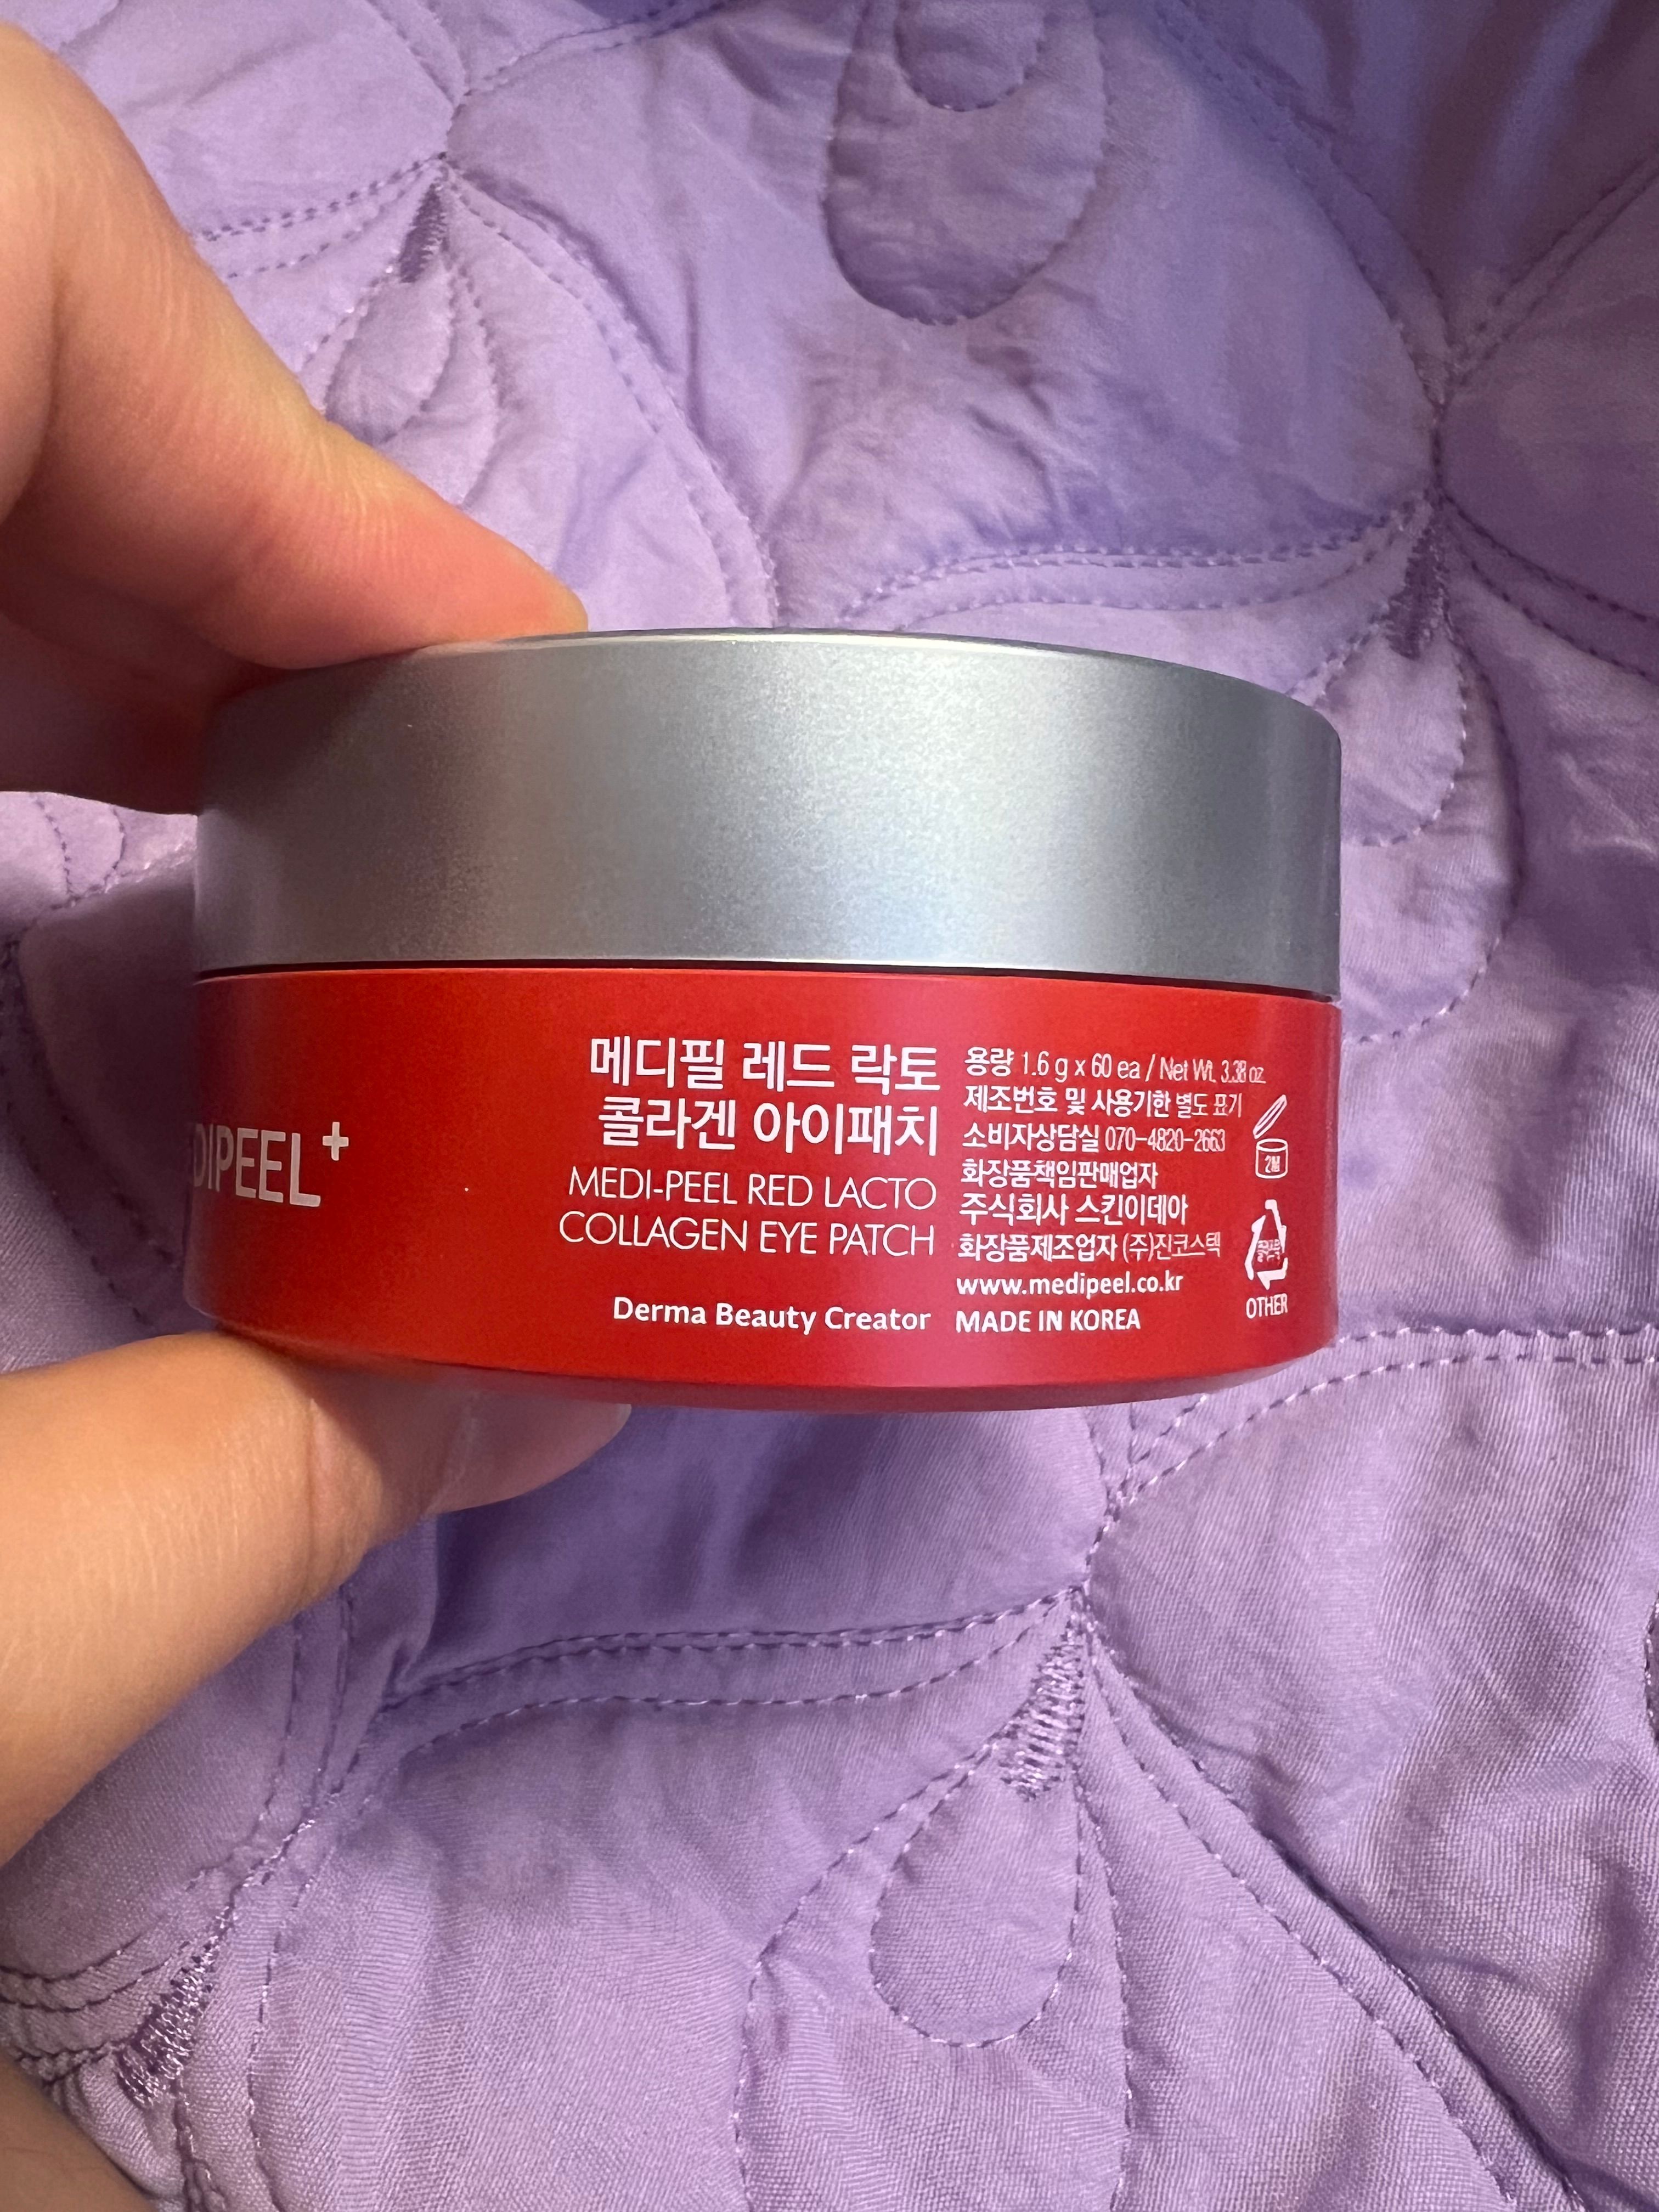 DIPEEL+
메디필 레드 락토
콜라겐 아이패치
MEDI-PEEL RED LACTO
COLLAGEN EYE PATCH
Derma Beauty Creator
용량 1.6 g x 60 ea / Net Wt. 3.38 oz.
제조번호 및 사용기한 별도 표기
소비자상담실 070-4820-2663
화장품책임판매업자
주식회사 스킨이데아
화장품제조업자 (주)진코스텍
www.medipeel.co.kr
MADE IN KOREA
2M
플라스틱
OTHER